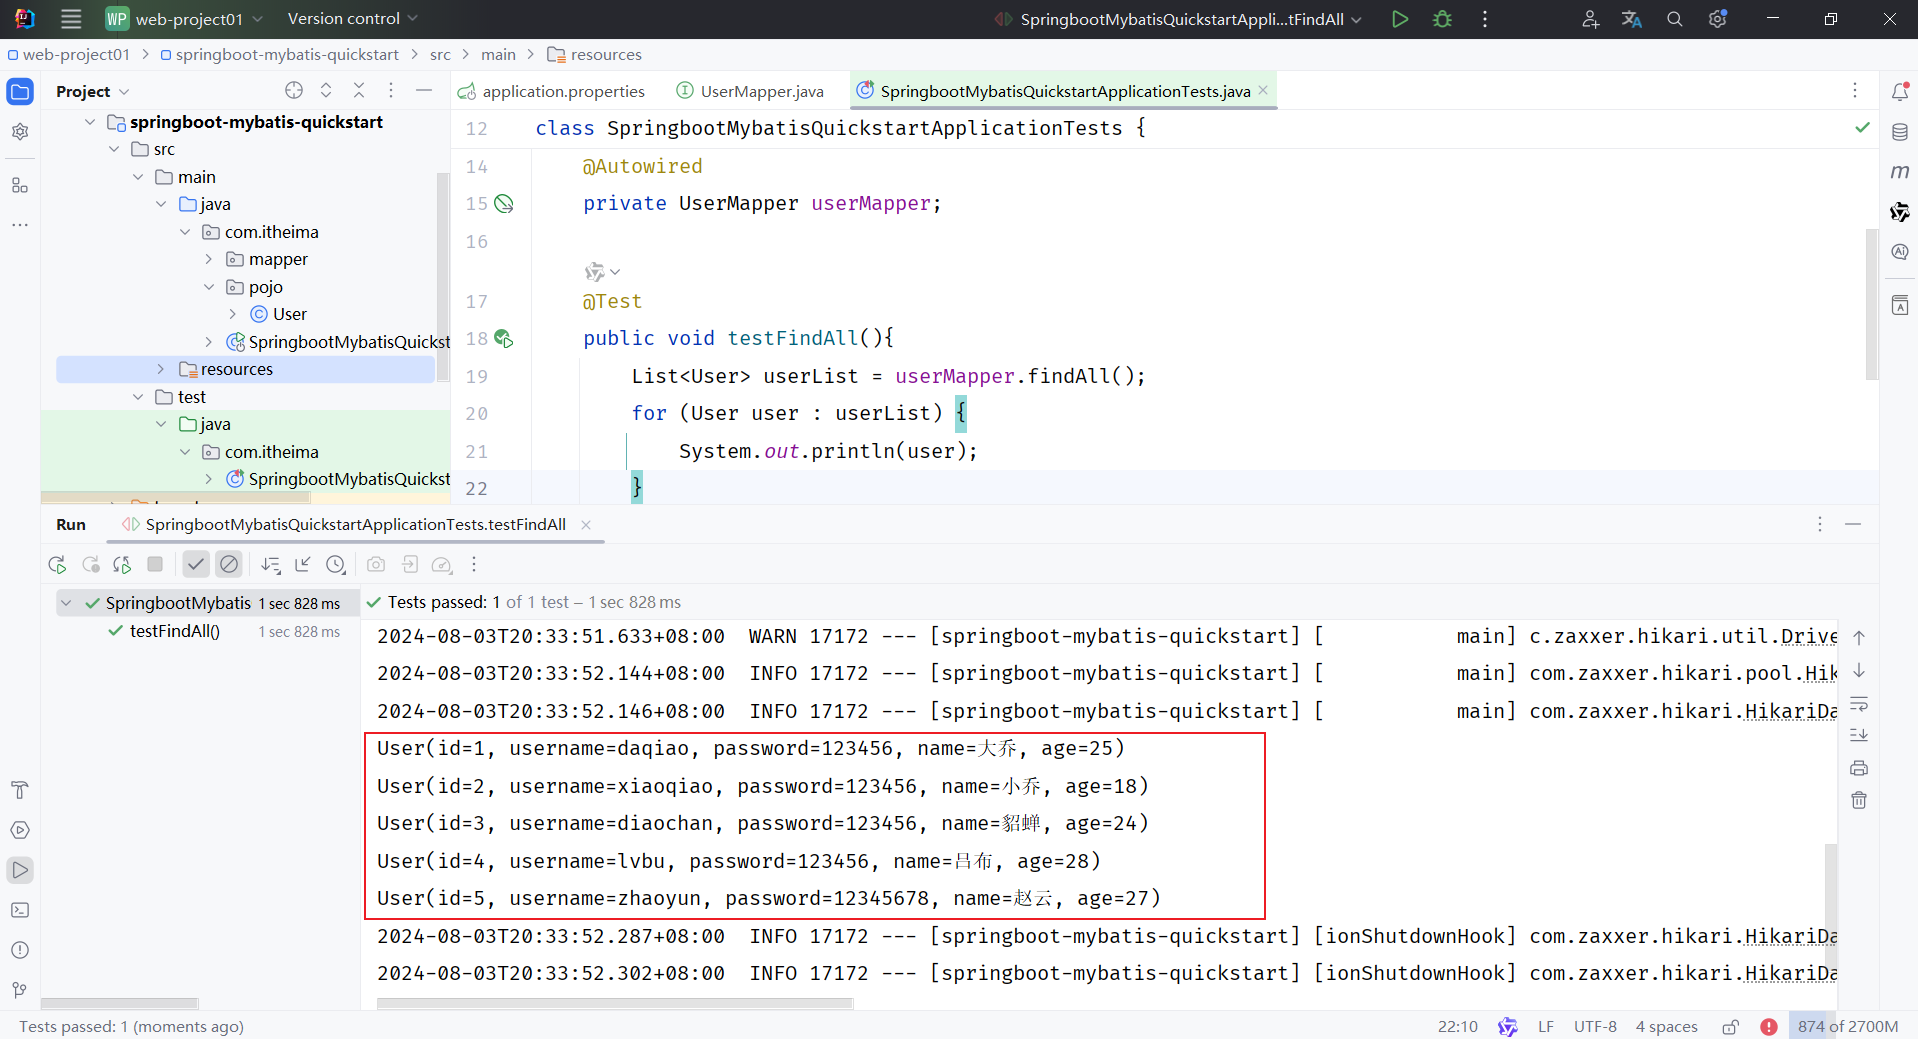 WP web-project01 Version control SpringbootMybatisQuickstartAppli...tFindAll
web-project01 springboot-mybatis-quickstart src main resources
Project
application.properties UserMapper.java SpringbootMybatisQuickstartApplicationTests.java
springboot-mybatis-quickstart
src
main
java
com.itheima
mapper
pojo
User
SpringbootMybatisQuickst
resources
test
java
com.itheima
SpringbootMybatisQuickst
12 class SpringbootMybatisQuickstartApplicationTests {
14 @Autowired
15 private UserMapper userMapper;
16
17 @Test
18 public void testFindAll(){
19 List<User> userList = userMapper.findAll();
20 for (User user : userList) {
21 System.out.println(user);
22 }
Run SpringbootMybatisQuickstartApplicationTests.testFindAll
SpringbootMybatis 1 sec 828 ms
testFindAll() 1 sec 828 ms
Tests passed: 1 of 1 test – 1 sec 828 ms
2024-08-03T20:33:51.633+08:00 WARN 17172 --- [springboot-mybatis-quickstart] [ main] c.zaxxer.hikari.util.Drive
2024-08-03T20:33:52.144+08:00 INFO 17172 --- [springboot-mybatis-quickstart] [ main] com.zaxxer.hikari.pool.Hik
2024-08-03T20:33:52.146+08:00 INFO 17172 --- [springboot-mybatis-quickstart] [ main] com.zaxxer.hikari.HikariDa
User(id=1, username=daqiao, password=123456, name=大乔, age=25)
User(id=2, username=xiaoqiao, password=123456, name=小乔, age=18)
User(id=3, username=diaochan, password=123456, name=貂蝉, age=24)
User(id=4, username=lvbu, password=123456, name=吕布, age=28)
User(id=5, username=zhaoyun, password=12345678, name=赵云, age=27)
2024-08-03T20:33:52.287+08:00 INFO 17172 --- [springboot-mybatis-quickstart] [ionShutdownHook] com.zaxxer.hikari.HikariDa
2024-08-03T20:33:52.302+08:00 INFO 17172 --- [springboot-mybatis-quickstart] [ionShutdownHook] com.zaxxer.hikari.HikariDa
Tests passed: 1 (moments ago) 22:10 LF UTF-8 4 spaces 874 of 2700M